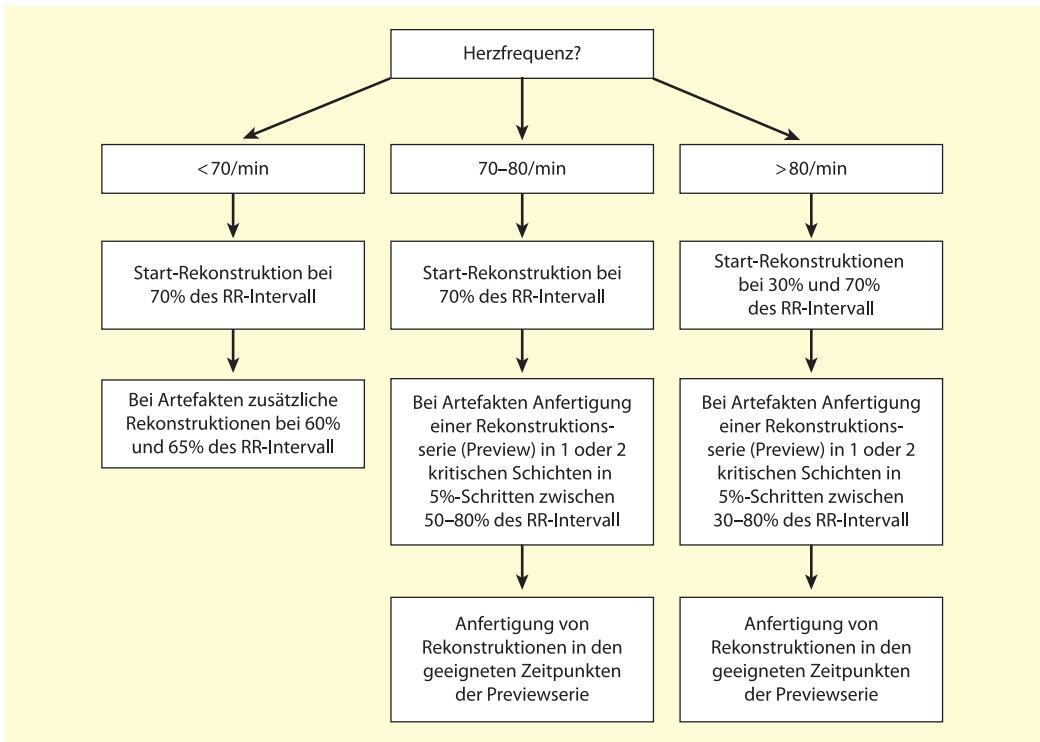 Herzfrequenz?
<70/min
70–80/min
>80/min
Start-Rekonstruktion bei
70% des RR-Intervall
Start-Rekonstruktion bei
70% des RR-Intervall
Start-Rekonstruktionen
bei 30% und 70%
des RR-Intervall
Bei Artefakten zusätzliche
Rekonstruktionen bei 60%
und 65% des RR-Intervall
Bei Artefakten Anfertigung
einer Rekonstruktions-
serie (Preview) in 1 oder 2
kritischen Schichten in
5%-Schritten zwischen
50–80% des RR-Intervall
Bei Artefakten Anfertigung
einer Rekonstruktions-
serie (Preview) in 1 oder 2
kritischen Schichten in
5%-Schritten zwischen
30–80% des RR-Intervall
Anfertigung von
Rekonstruktionen in den
geeigneten Zeitpunkten
der Previewserie
Anfertigung von
Rekonstruktionen in den
geeigneten Zeitpunkten
der Previewserie